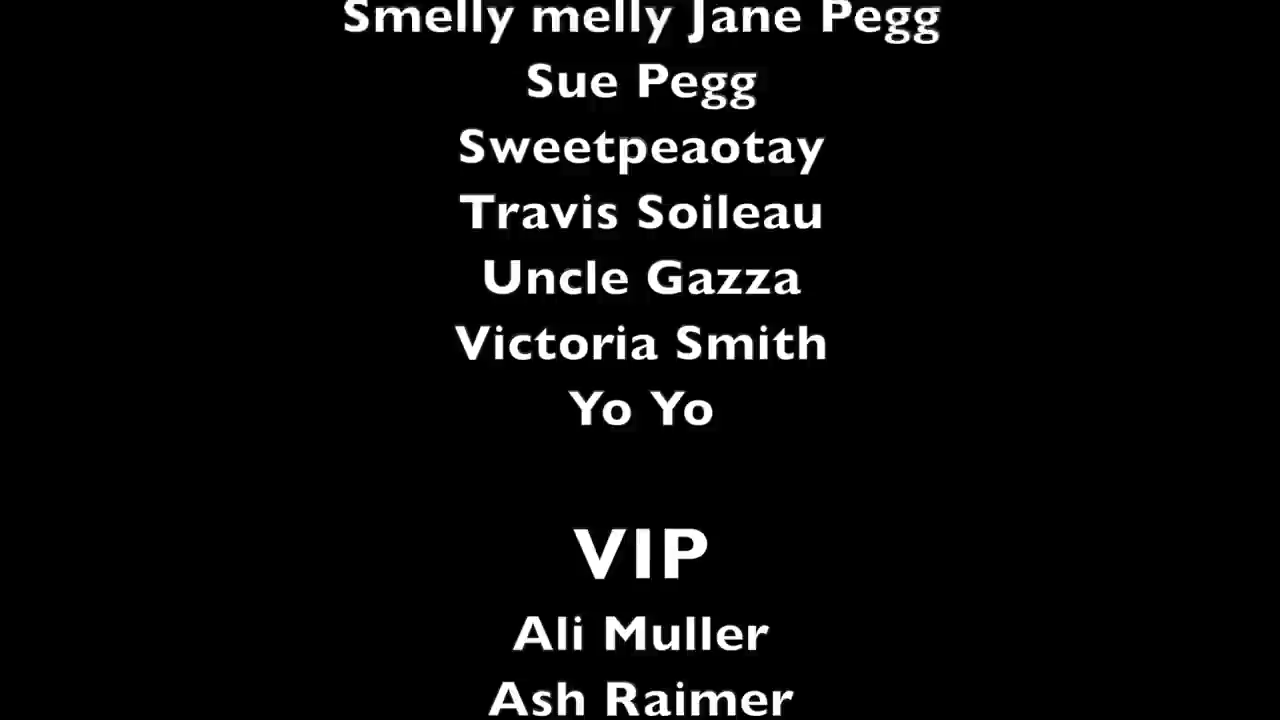 Smelly melly Jane Pegg
Sue Pegg
Sweetpeaotay
Travis Soileau
Uncle Gazza
Victoria Smith
Yo Yo
VIP
Ali Muller
Ash Raimer